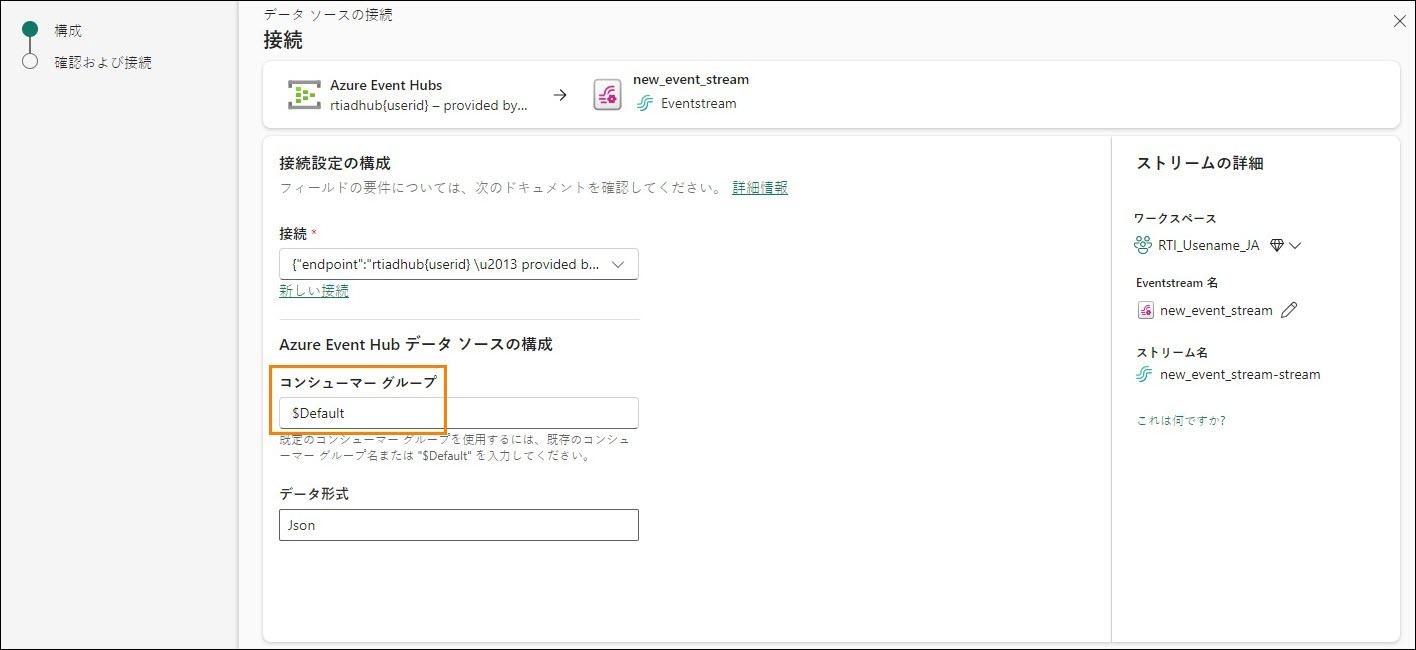 構成
確認および接続
データ ソースの接続
接続
Azure Event Hubs
rtiadhub{userid} – provided by...
new_event_stream
Eventstream
接続設定の構成
フィールドの要件については、次のドキュメントを確認してください。 詳細情報
接続 *
{"endpoint":"rtiadhub{userid} \u2013 provided b...
新しい接続
Azure Event Hub データ ソースの構成
コンシューマー グループ
$Default
既定のコンシューマー グループを使用するには、既存のコンシュ
ーマー グループ名または "$Default" を入力してください。
データ形式
Json
ストリームの詳細
ワークスペース
RTI_Usename_JA
Eventstream 名
new_event_stream
ストリーム名
new_event_stream-stream
これは何ですか?